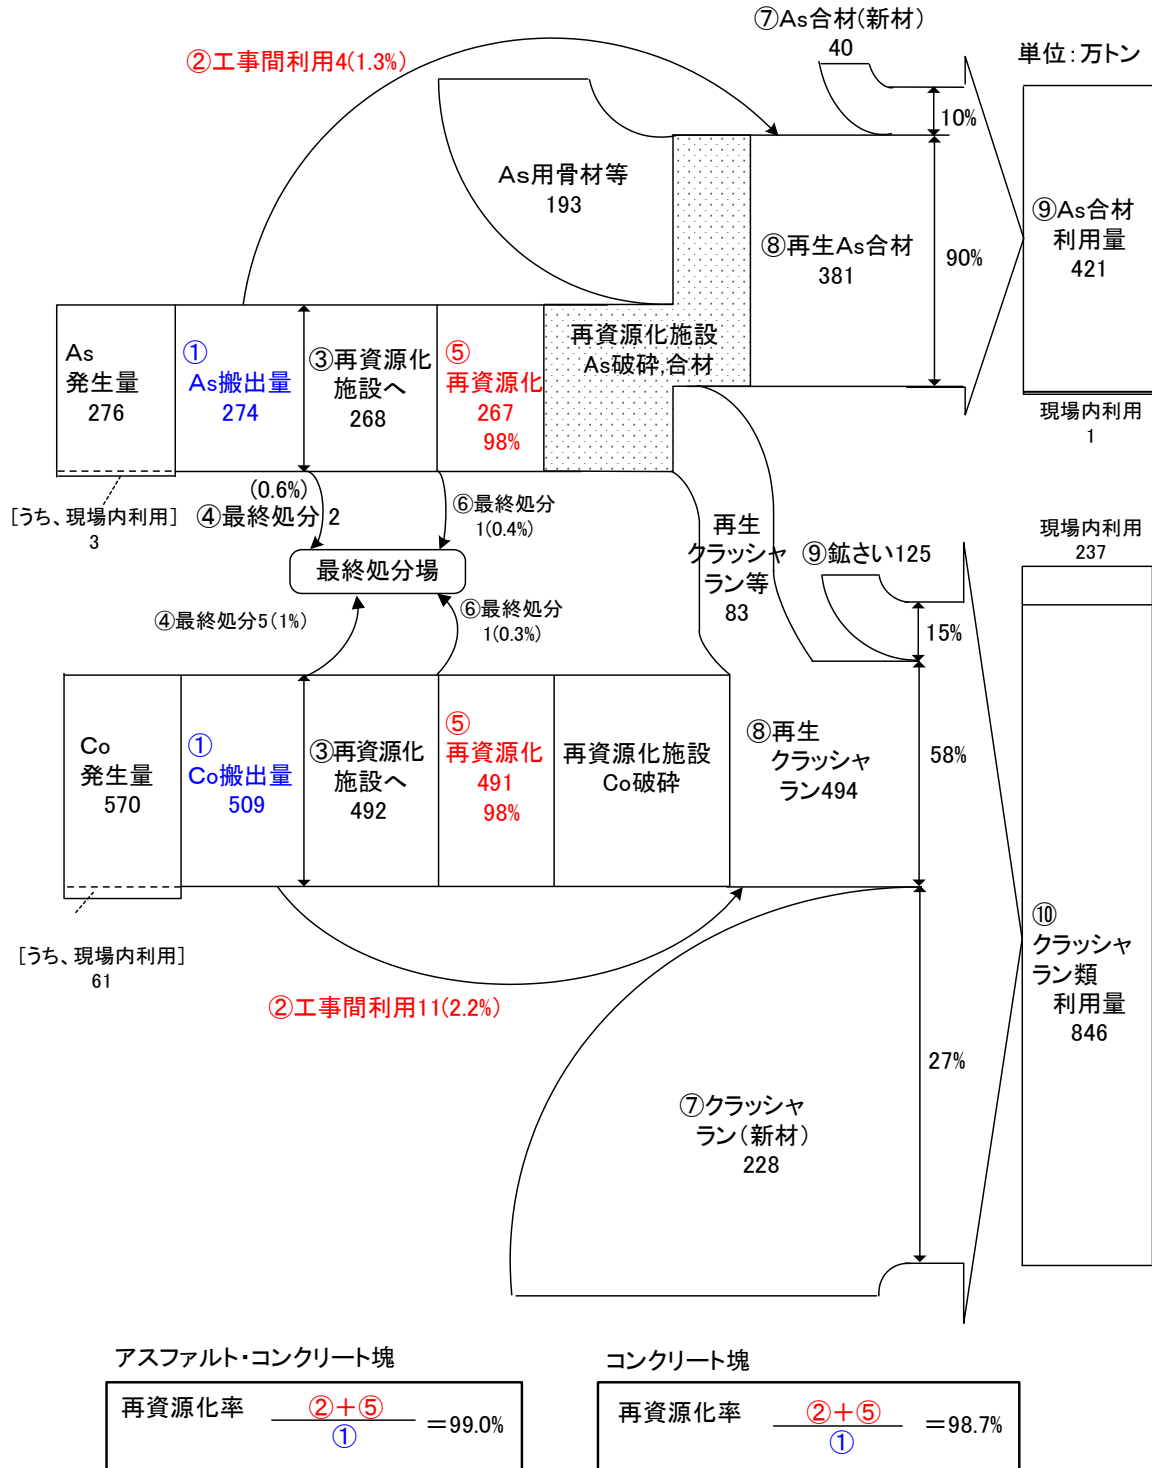 ⑦As合材(新材)
40
単位:万トン
②工事間利用4(1.3%)
10%
As用骨材等
193
⑧再生As合材
381
90%
⑨As合材
利用量
421
As
発生量
276
①
As搬出量
274
③再資源化
施設へ
268
⑤
再資源化
267
98%
再資源化施設
As破砕,合材
現場内利用
1
[うち、現場内利用]
3
(0.6%)
④最終処分 2
⑥最終処分
1(0.4%)
最終処分場
④最終処分5(1%)
⑥最終処分
1(0.3%)
再生
クラッシャ
ラン等
83
⑨鉱さい125
15%
現場内利用
237
Co
発生量
570
①
Co搬出量
509
③再資源化
施設へ
492
⑤
再資源化
491
98%
再資源化施設
Co破砕
⑧再生
クラッシャ
ラン494
58%
[うち、現場内利用]
61
②工事間利用11(2.2%)
⑩
クラッシャ
ラン類
利用量
846
27%
⑦クラッシャ
ラン(新材)
228
アスファルト・コンクリート塊
再資源化率 ②+⑤ =99.0%
①
コンクリート塊
再資源化率 ②+⑤ =98.7%
①